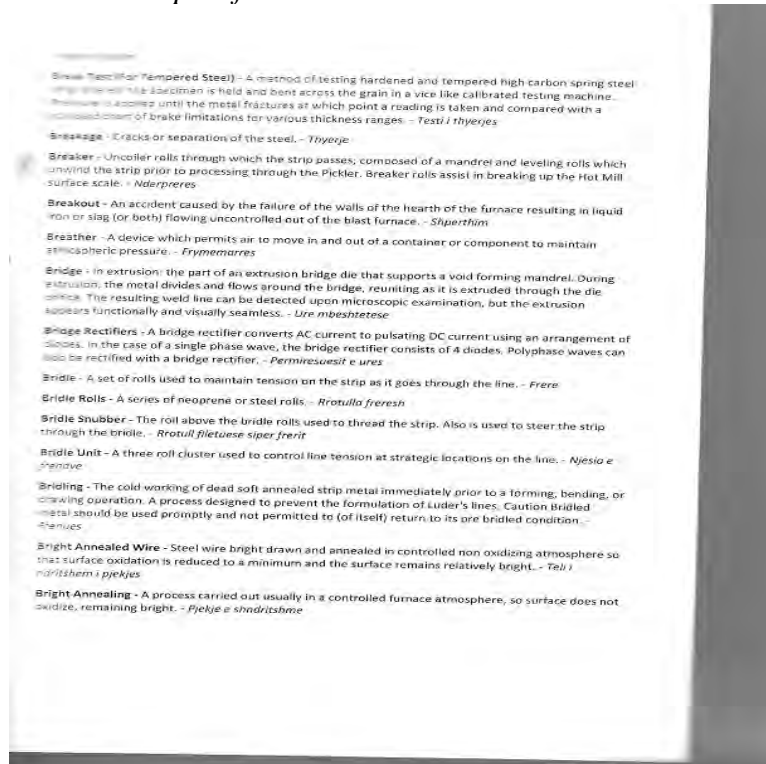 Break Test (For Tempered Steel) - A method of testing hardened and tempered high carbon spring steel
specimen is held and bent across the grain in a vice like calibrated testing machine.
Pressure is applied until the metal fractures at which point a reading is taken and compared with a
of brake limitations for various thickness ranges. - Testi i thyerjes
Breakage - Cracks or separation of the steel. - Thyerje
Breaker - Uncoiler rolls through which the strip passes; composed of a mandrel and leveling rolls which
unwind the strip prior to processing through the Pickler. Breaker rolls assist in breaking up the Hot Mill
surface scale. - Nderpreres
Breakout - An accident caused by the failure of the walls of the hearth of the furnace resulting in liquid
iron or slag (or both) flowing uncontrolled out of the blast furnace. - Shperthim
Breather - A device which permits air to move in and out of a container or component to maintain
atmospheric pressure. - Frymemarres
Bridge - in extrusion: the part of an extrusion bridge die that supports a void forming mandrel. During
extrusion, the metal divides and flows around the bridge, reuniting as it is extruded through the die
orifice. The resulting weld line can be detected upon microscopic examination, but the extrusion
appears functionally and visually seamless. - Ure mbeshtetese
Bridge Rectifiers - A bridge rectifier converts AC current to pulsating DC current using an arrangement of
diodes. In the case of a single phase wave, the bridge rectifier consists of 4 diodes. Polyphase waves can
also be rectified with a bridge rectifier. - Permiresuesit e ures
Bridle - A set of rolls used to maintain tension on the strip as it goes through the line. - Frere
Bridle Rolls - A series of neoprene or steel rolls. - Rrotulla freresh
Bridle Snubber - The roll above the bridle rolls used to thread the strip. Also is used to steer the strip
through the bridle. - Rrotull filetuese siper frerit
Bridle Unit - A three roll cluster used to control line tension at strategic locations on the line. - Njesia e
frenave
Bridling - The cold working of dead soft annealed strip metal immediately prior to a forming, bending, or
drawing operation. A process designed to prevent the formulation of Luder's lines. Caution Bridled
metal should be used promptly and not permitted to (of itself) return to its pre bridled condition. -
Frenues
Bright Annealed Wire - Steel wire bright drawn and annealed in controlled non oxidizing atmosphere so
that surface oxidation is reduced to a minimum and the surface remains relatively bright. - Teli i
ndritshem i pjekjes
Bright Annealing - A process carried out usually in a controlled furnace atmosphere, so surface does not
oxidize, remaining bright. - Pjekje e shndritshme